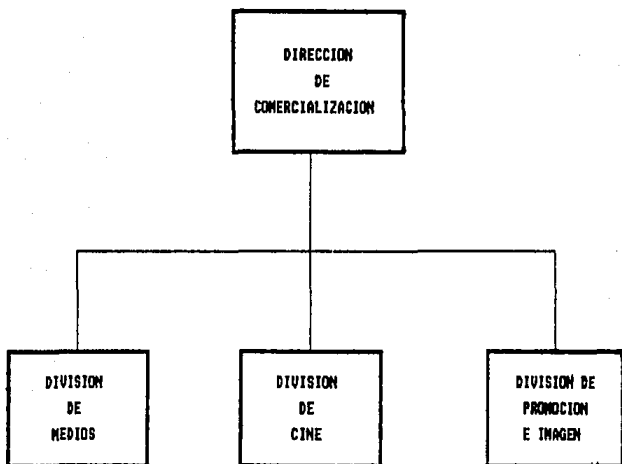 DIRECCION
DE
COMERCIALIZACION
DIVISION
DE
MEDIOS
DIVISION
DE
CINE
DIVISION DE
PROMOCION
E IMAGEN